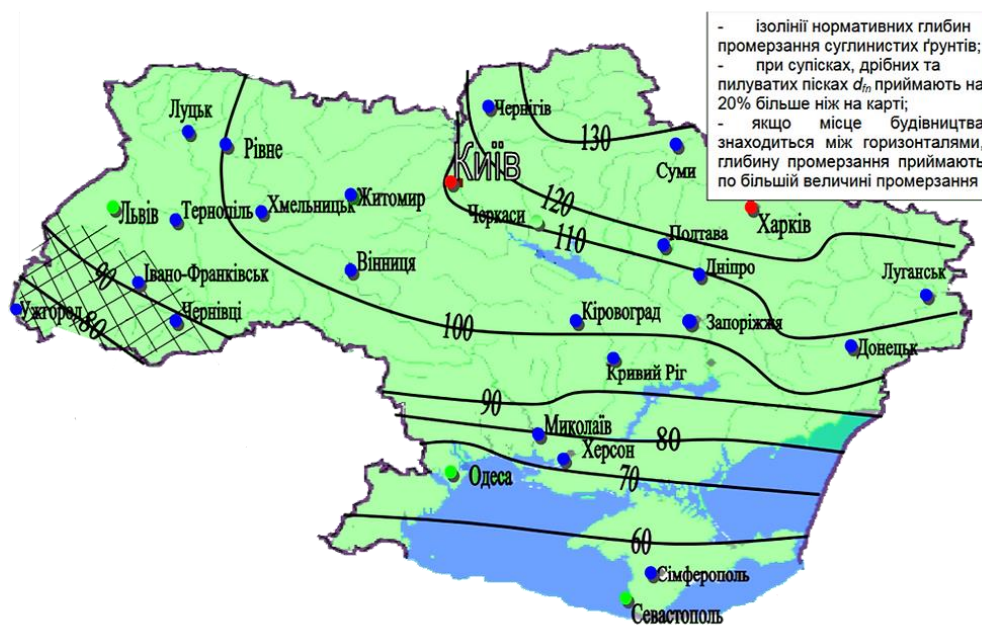 - ізолінії нормативних глибин
промерзання суглинистих ґрунтів;
- при супісках, дрібних та
пилуватих пісках dfn приймають на
20% більше ніж на карті;
- якщо місце будівництва
знаходиться між горизонталями,
глибину промерзання приймають
по більшій величині промерзання
Чернігів
Луцьк
130
Рівне
Суми
Київ
Житомир
Львів
Тернопіль
Хмельницьк
Черкаси
120
Харків
110
Полтава
90
Івано-Франківськ
Вінниця
Дніпро
Луганськ
Ужгород
80
Чернівці
100
Кіровоград
Запоріжжя
Донецьк
Кривий Ріг
90
Миколаїв
80
Херсон
70
Одеса
60
Сімферополь
Севастополь